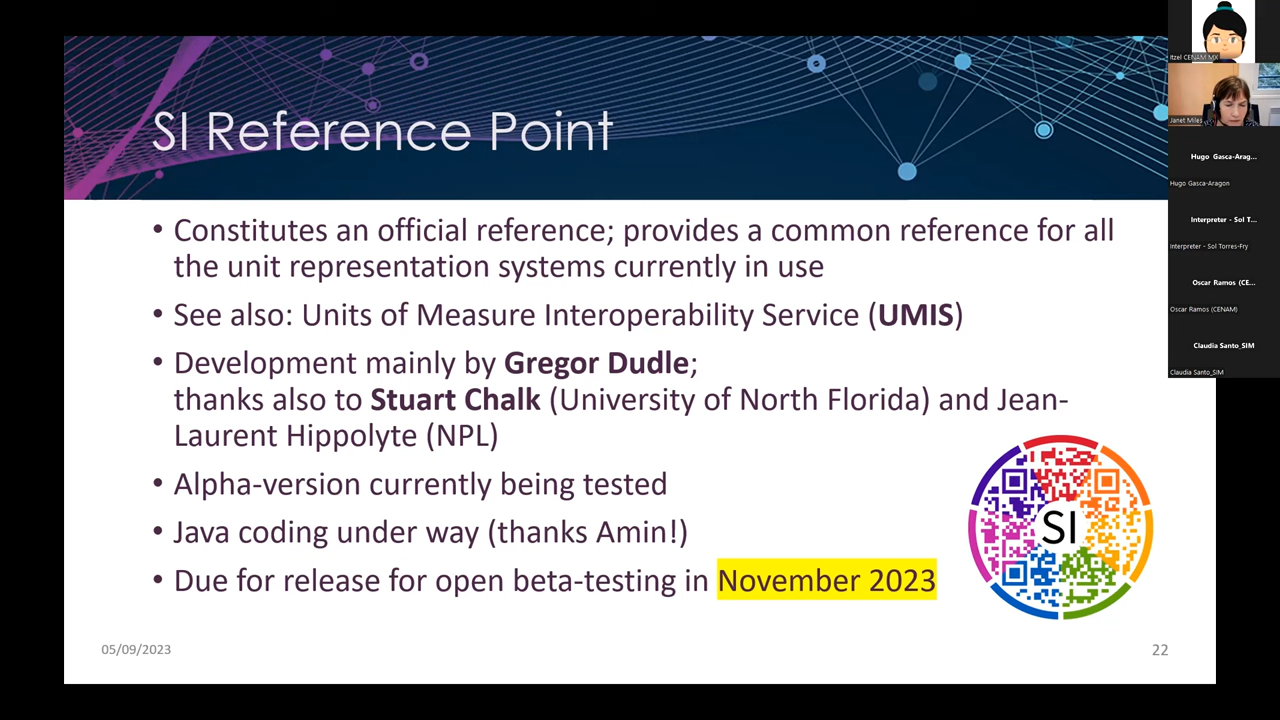 SI Reference Point
• Constitutes an official reference; provides a common reference for all
the unit representation systems currently in use
• See also: Units of Measure Interoperability Service (UMIS)
• Development mainly by Gregor Dudle;
thanks also to Stuart Chalk (University of North Florida) and Jean-
Laurent Hippolyte (NPL)
• Alpha-version currently being tested
• Java coding under way (thanks Amin!)
• Due for release for open beta-testing in November 2023
SI
05/09/2023
22
Itzel CENAM MX
Janet Miles
Hugo Gasca-Arag...
Hugo Gasca-Aragon
Interpreter - Sol T...
Interpreter - Sol Torres-Fry
Oscar Ramos (CE...
Oscar Ramos (CENAM)
Claudia Santo_SIM
Claudia Santo_SIM